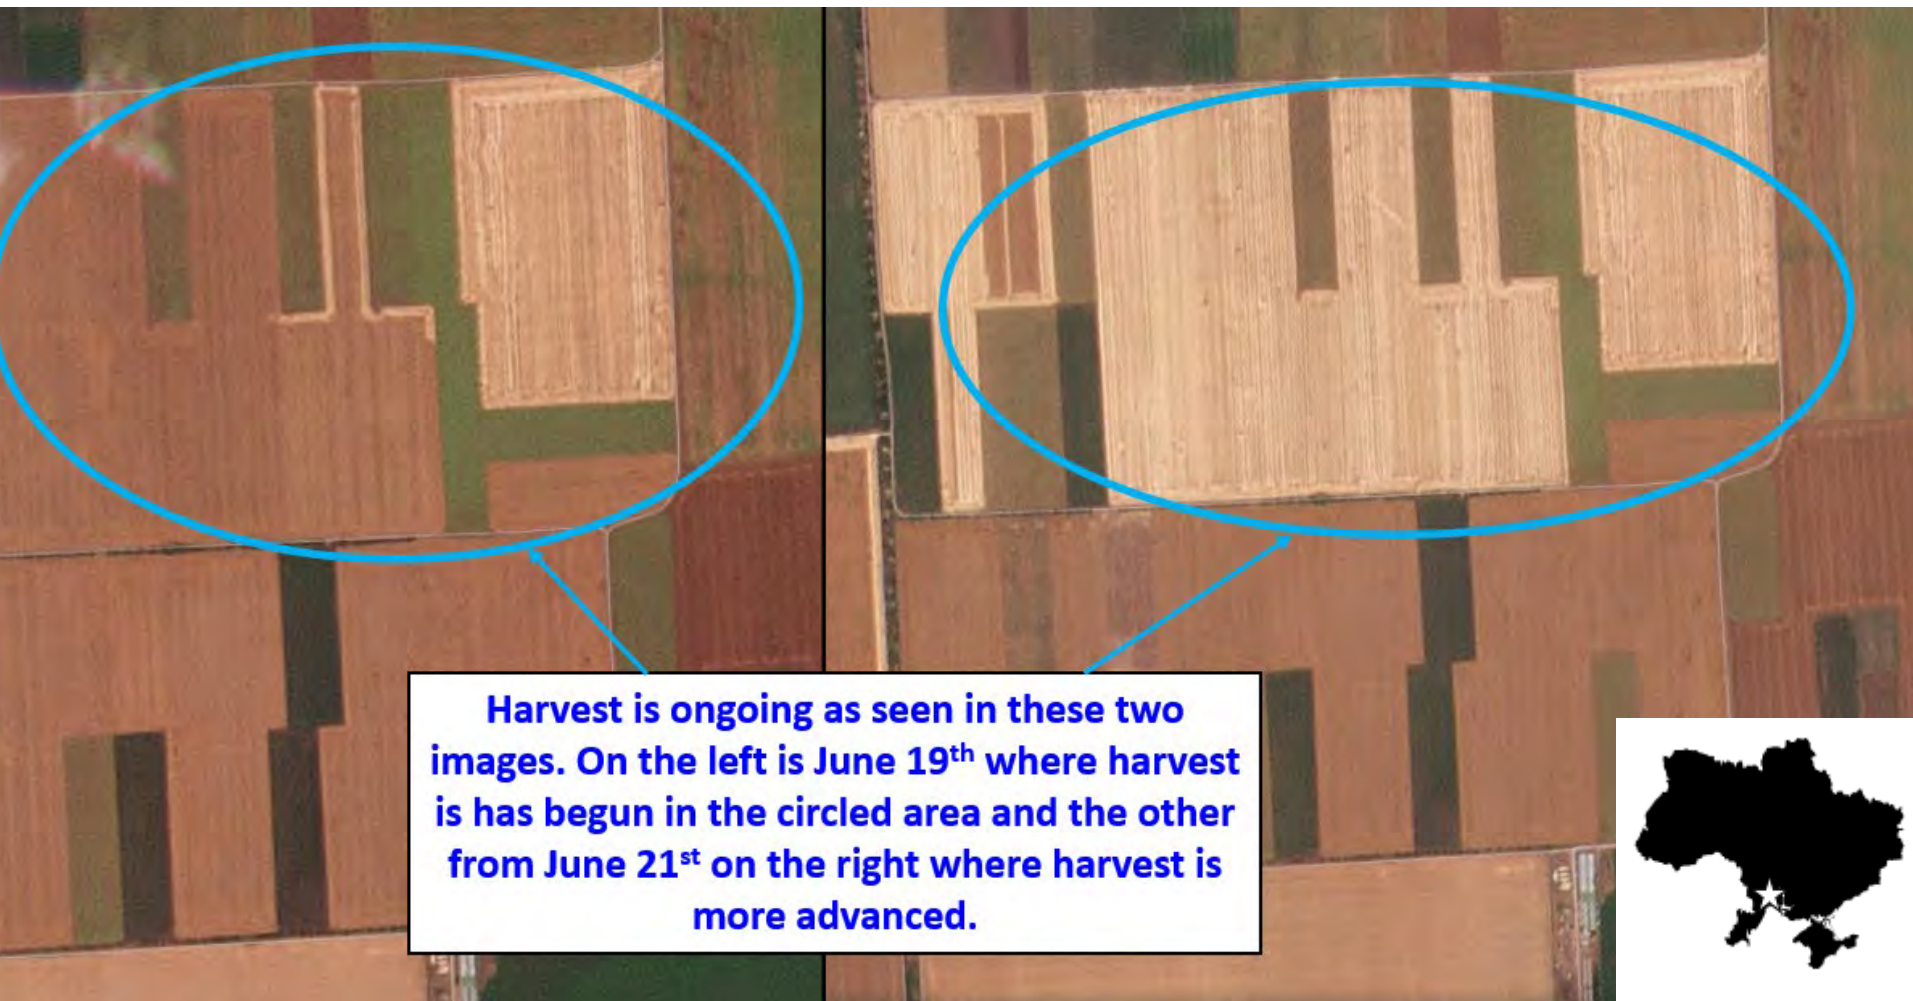 Harvest is ongoing as seen in these two
images. On the left is June 19th where harvest
is has begun in the circled area and the other
from June 21st on the right where harvest is
more advanced.